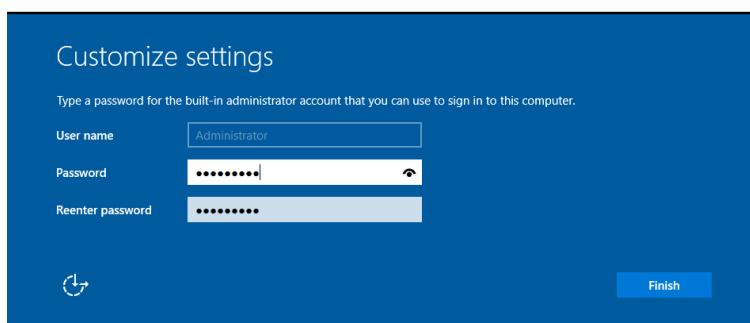 Customize settings
Type a password for the built-in administrator account that you can use to sign in to this computer.
User name
Administrator
Password
•••••••••
Reenter password
•••••••••
Finish